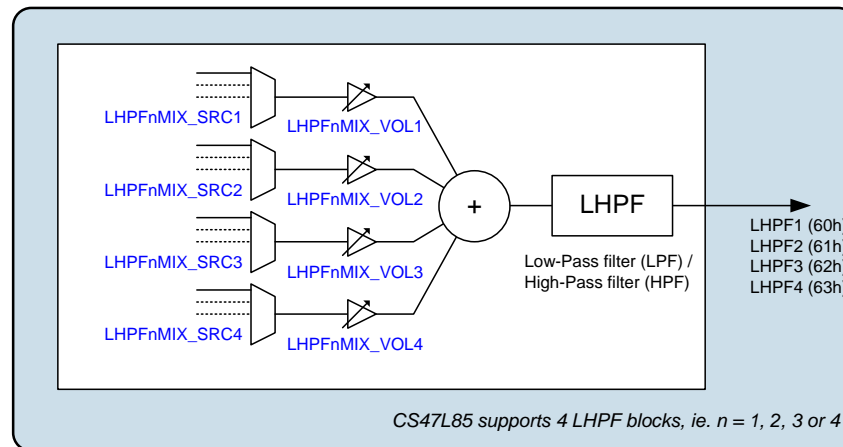 LHPFnMIX_SRC1
LHPFnMIX_VOL1
LHPFnMIX_SRC2
LHPFnMIX_VOL2
LHPFnMIX_SRC3
LHPFnMIX_VOL3
LHPFnMIX_SRC4
LHPFnMIX_VOL4
+
LHPF
Low-Pass filter (LPF) /
High-Pass filter (HPF)
LHPF1 (60h)
LHPF2 (61h)
LHPF3 (62h)
LHPF4 (63h)
CS47L85 supports 4 LHPF blocks, ie. n = 1, 2, 3 or 4